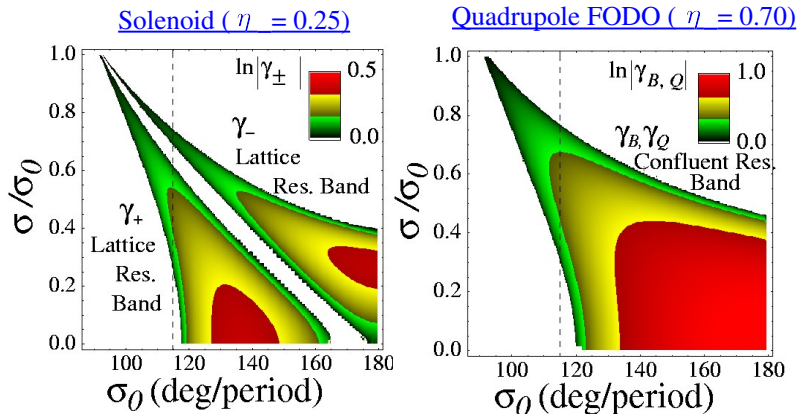 Solenoid ( η = 0.25)
ln|γ± | 0.5
0.0
γ−
Lattice
Res. Band
γ+
Lattice
Res.
Band
σ/σ0
1.0
0.8
0.6
0.4
0.2
0.0
100 120 140 160 180
σ0 (deg/period)
Quadrupole FODO ( η = 0.70)
ln|γB, Q| 1.0
0.0
γB,γQ
Confluent Res.
Band
σ/σ0
1.0
0.8
0.6
0.4
0.2
0.0
100 120 140 160 180
σ0 (deg/period)